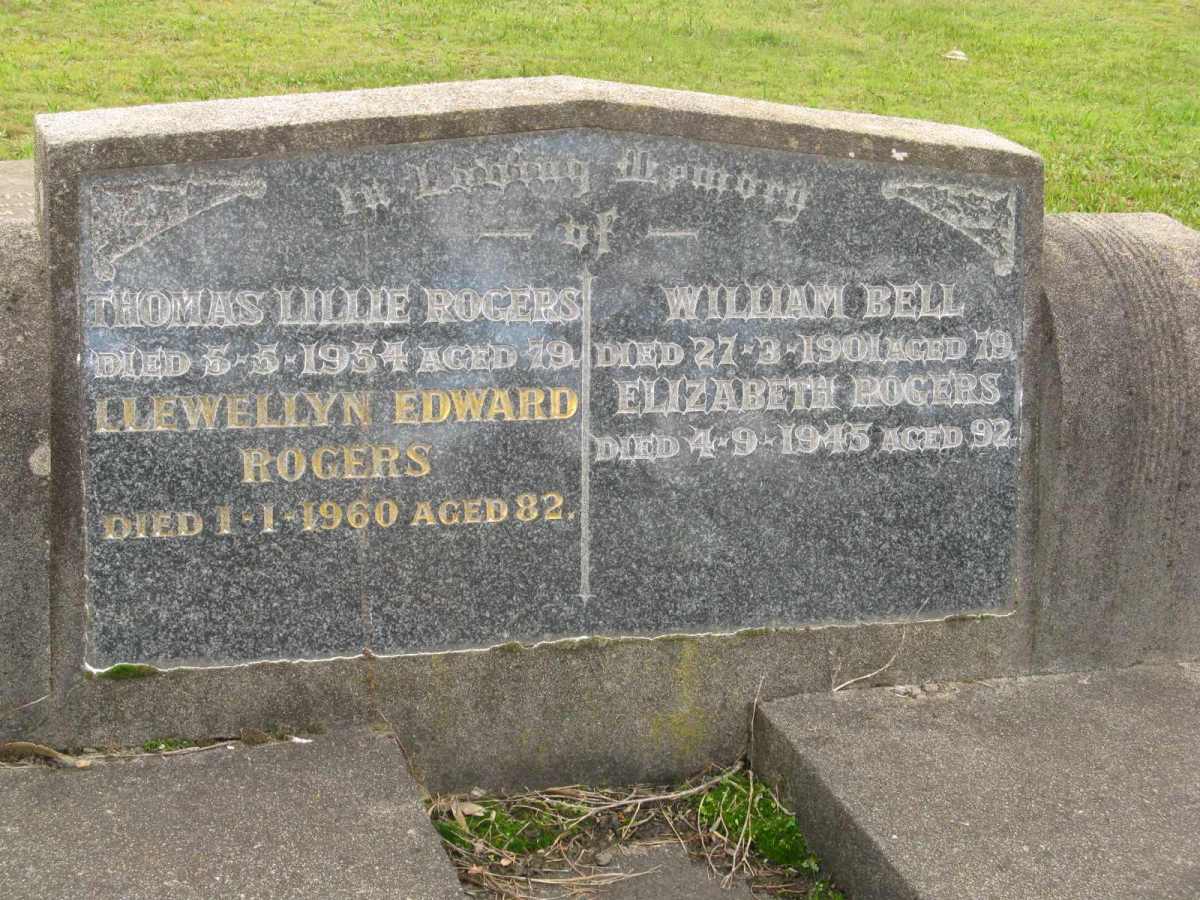 In Loving Memory
— of —
THOMAS LILLIE ROGERS
DIED 5-5-1954 AGED 79.
LLEWELLYN EDWARD
ROGERS
DIED 1-1-1960 AGED 82.
WILLIAM BELL
DIED 27-3-1901 AGED 79.
ELIZABETH ROGERS
DIED 4-9-1945 AGED 92.